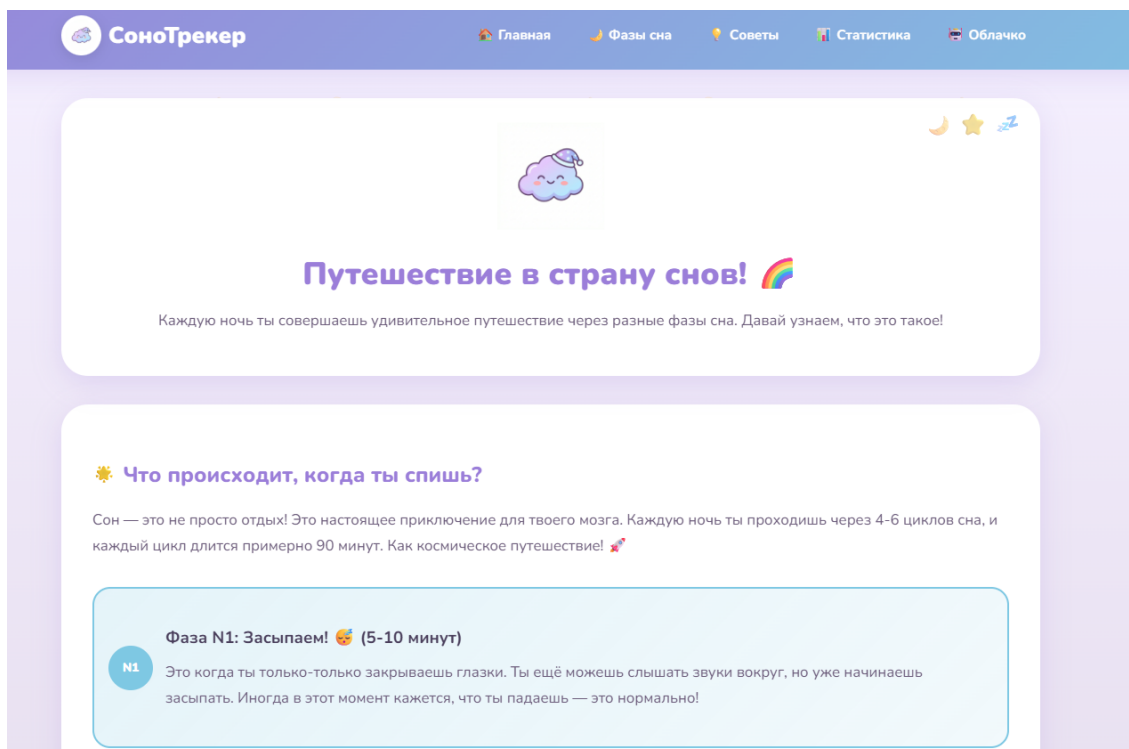 СоноТрекер
🏠 Главная 🌙 Фазы сна 💡 Советы 📊 Статистика 🤖 Облачко
🌙 ⭐ 💤
Путешествие в страну снов! 🌈
Каждую ночь ты совершаешь удивительное путешествие через разные фазы сна. Давай узнаем, что это такое!
🌟 Что происходит, когда ты спишь?
Сон — это не просто отдых! Это настоящее приключение для твоего мозга. Каждую ночь ты проходишь через 4-6 циклов сна, и
каждый цикл длится примерно 90 минут. Как космическое путешествие! 🚀
Фаза N1: Засыпаем! 😴 (5-10 минут)
N1
Это когда ты только-только закрываешь глазки. Ты ещё можешь слышать звуки вокруг, но уже начинаешь
засыпать. Иногда в этот момент кажется, что ты падаешь — это нормально!